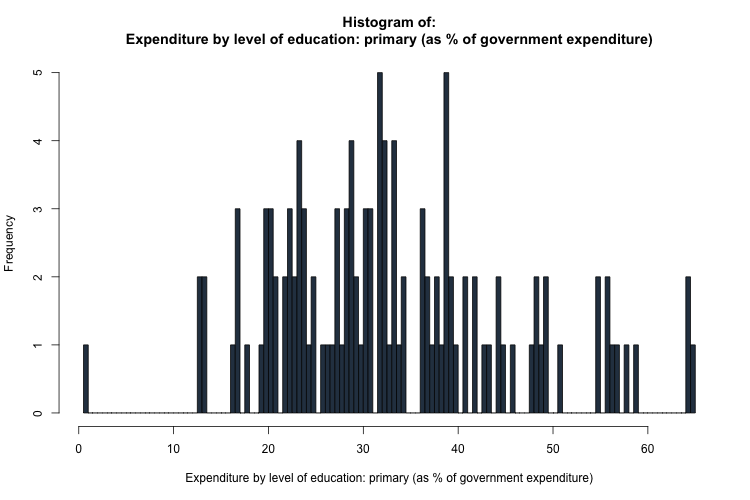 Histogram of:
Expenditure by level of education: primary (as % of government expenditure)
Frequency
5
4
3
2
1
0
0 10 20 30 40 50 60
Expenditure by level of education: primary (as % of government expenditure)